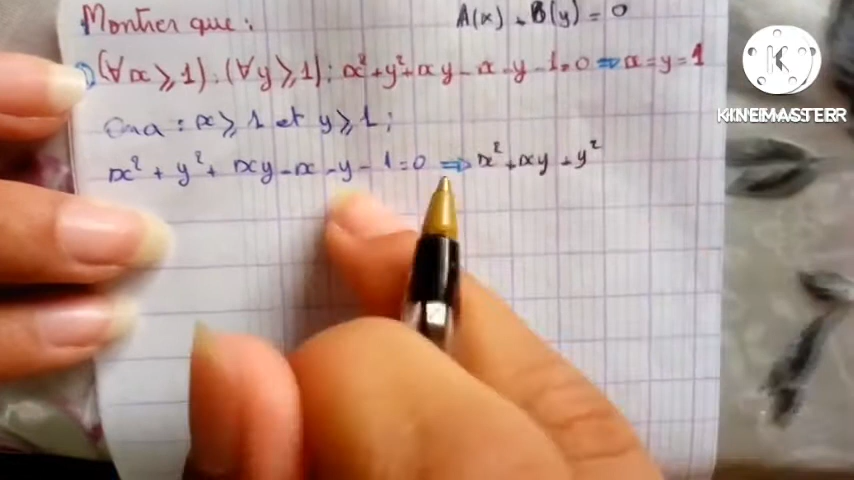 Montrer que :
A(x) + B(y) = 0
1) (∀x ≥ 1) ; (∀y ≥ 1) : x² + y² + xy - x - y - 1 = 0 ⇒ x = y = 1
On a : x ≥ 1 et y ≥ 1 ;
x² + y² + xy - x - y - 1 = 0 ⇒ x² + xy + y²
K
KINEMASTER